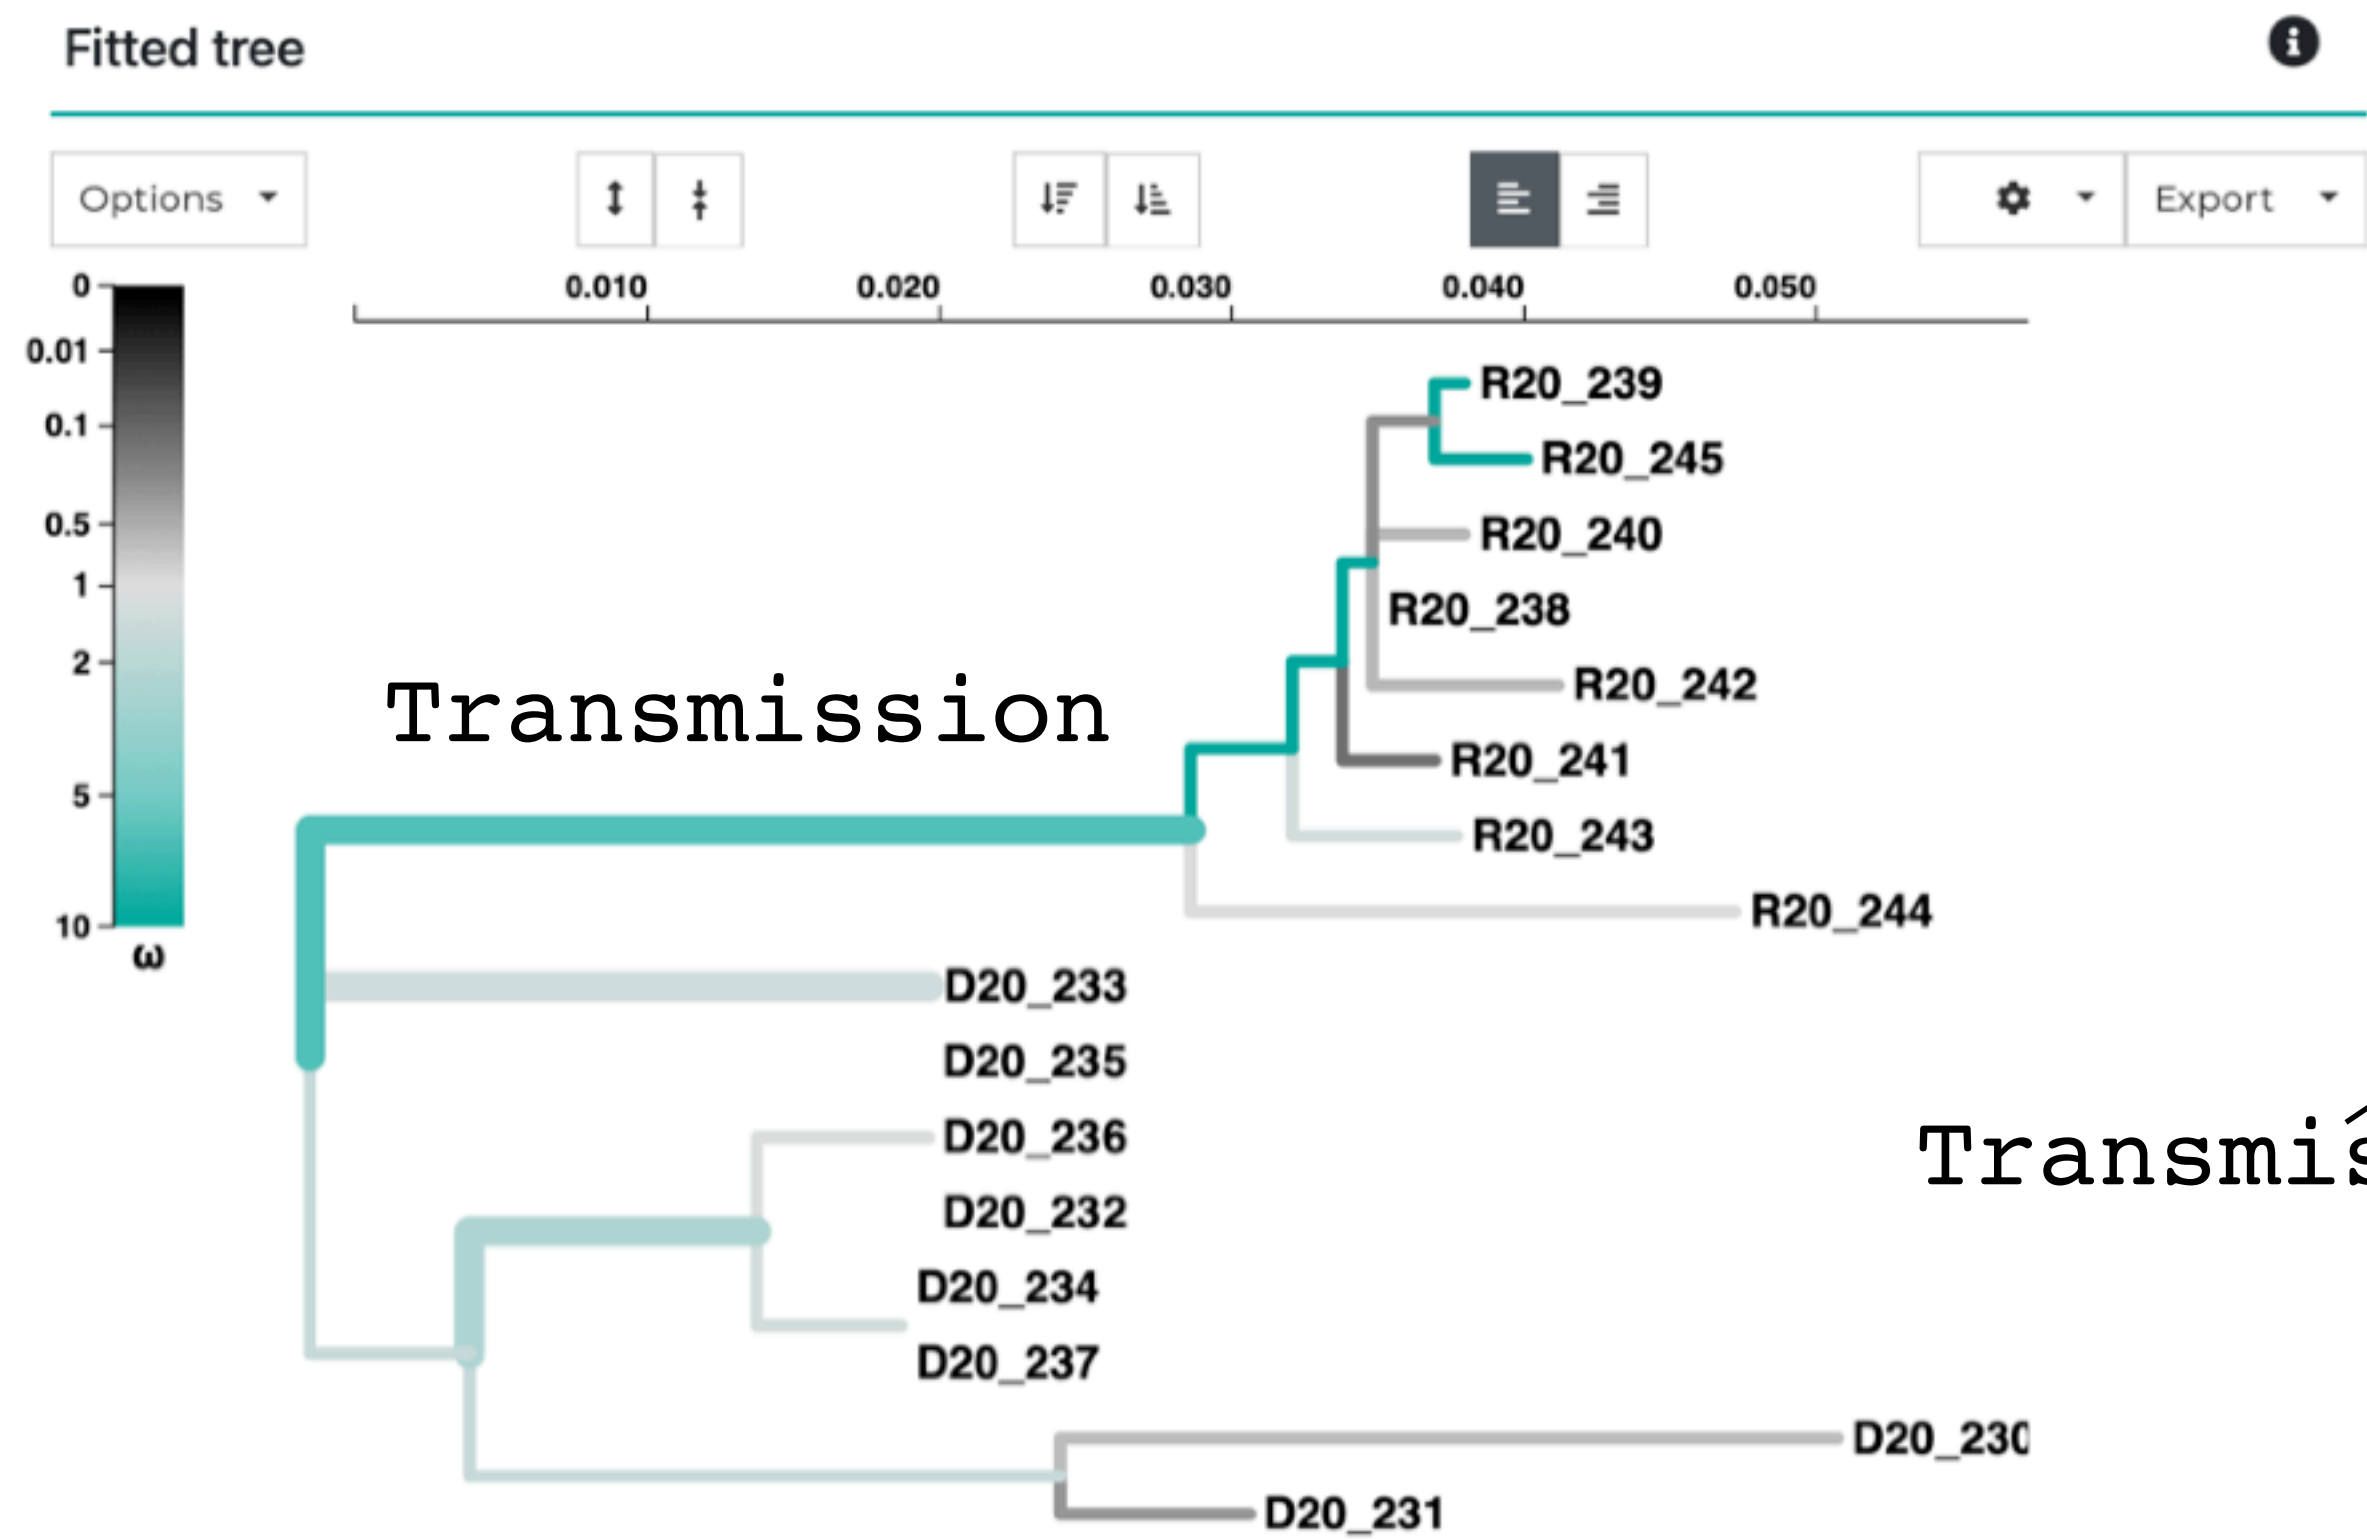 Fitted tree
Options
Export
0.010 0.020 0.030 0.040 0.050
0
0.01
0.1
0.5
1
2
5
10
ω
R20_239
R20_245
R20_240
R20_238
R20_242
Transmission
R20_241
R20_243
R20_244
D20_233
D20_235
D20_236
Transmis
D20_232
D20_234
D20_237
D20_230
D20_231